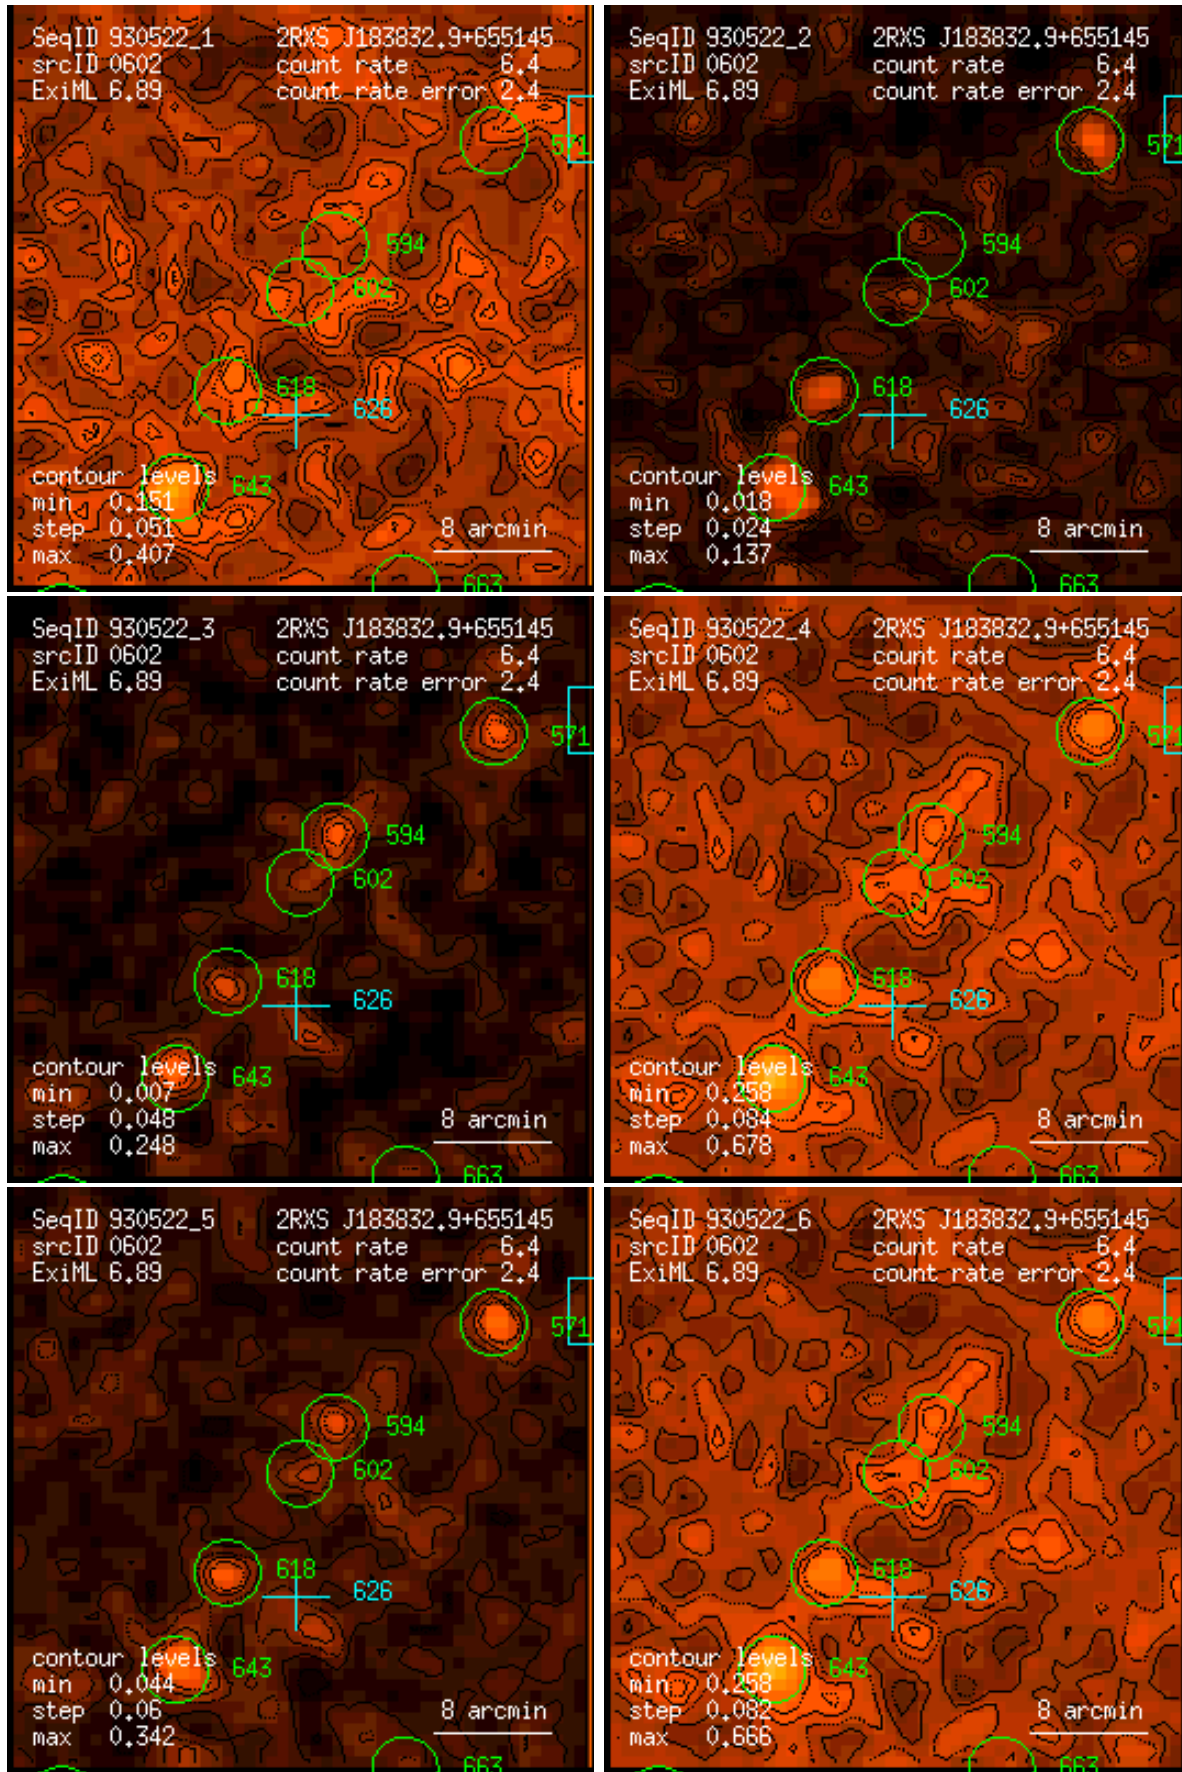 SeqID 930522_1 2RXS J183832.9+655145
srcID 0602 count rate 6.4
ExiML 6.89 count rate error 2.4
571
594
602
618
626
contour levels
643
min 0.151
step 0.051 8 arcmin
max 0.407
663
SeqID 930522_2 2RXS J183832.9+655145
srcID 0602 count rate 6.4
ExiML 6.89 count rate error 2.4
571
594
602
618
626
contour levels
643
min 0.018
step 0.024 8 arcmin
max 0.137
663
SeqID 930522_3 2RXS J183832.9+655145
srcID 0602 count rate 6.4
ExiML 6.89 count rate error 2.4
571
594
602
618
626
contour levels
643
min 0.007
step 0.048 8 arcmin
max 0.248
663
SeqID 930522_4 2RXS J183832.9+655145
srcID 0602 count rate 6.4
ExiML 6.89 count rate error 2.4
571
594
602
618
626
contour levels
643
min 0.258
step 0.084 8 arcmin
max 0.678
663
SeqID 930522_5 2RXS J183832.9+655145
srcID 0602 count rate 6.4
ExiML 6.89 count rate error 2.4
571
594
602
618
626
contour levels
643
min 0.044
step 0.06 8 arcmin
max 0.342
663
SeqID 930522_6 2RXS J183832.9+655145
srcID 0602 count rate 6.4
ExiML 6.89 count rate error 2.4
571
594
602
618
626
contour levels
643
min 0.258
step 0.082 8 arcmin
max 0.666
663